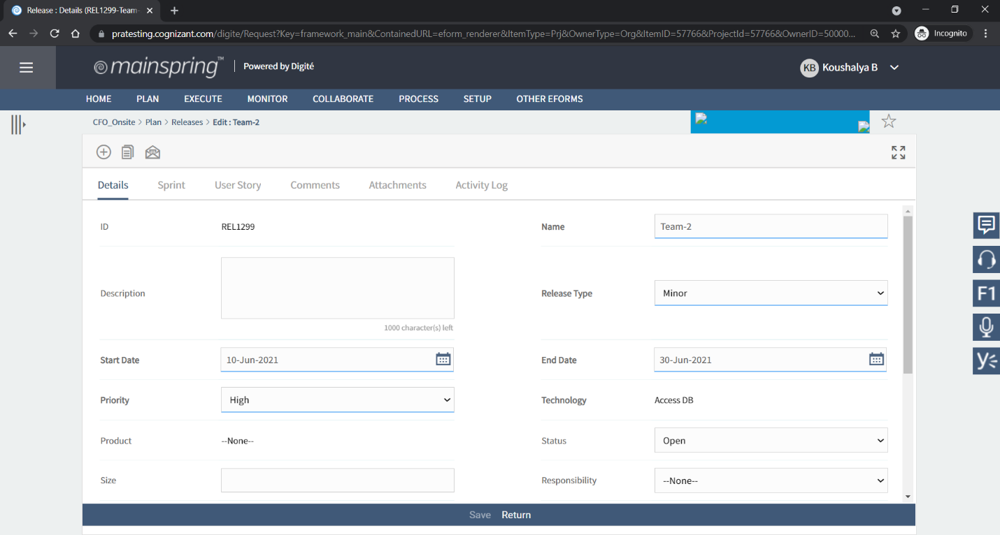 Release : Details (REL1299-Team-
pratesting.cognizant.com/digite/Request?Key=framework_main&ContainedURL=eform_renderer&ItemType=Prj&OwnerType=Org&ItemID=57766&ProjectId=57766&OwnerID=50000...
Incognito
mainspring™ Powered by Digité
KB Koushalya B
HOME PLAN EXECUTE MONITOR COLLABORATE PROCESS SETUP OTHER EFORMS
CFO_Onsite > Plan > Releases > Edit : Team-2
Details Sprint User Story Comments Attachments Activity Log
ID REL1299 Name Team-2
Description Release Type Minor
1000 character(s) left
Start Date 10-Jun-2021 End Date 30-Jun-2021
Priority High Technology Access DB
Product --None-- Status Open
Size Responsibility --None--
Save Return
F1